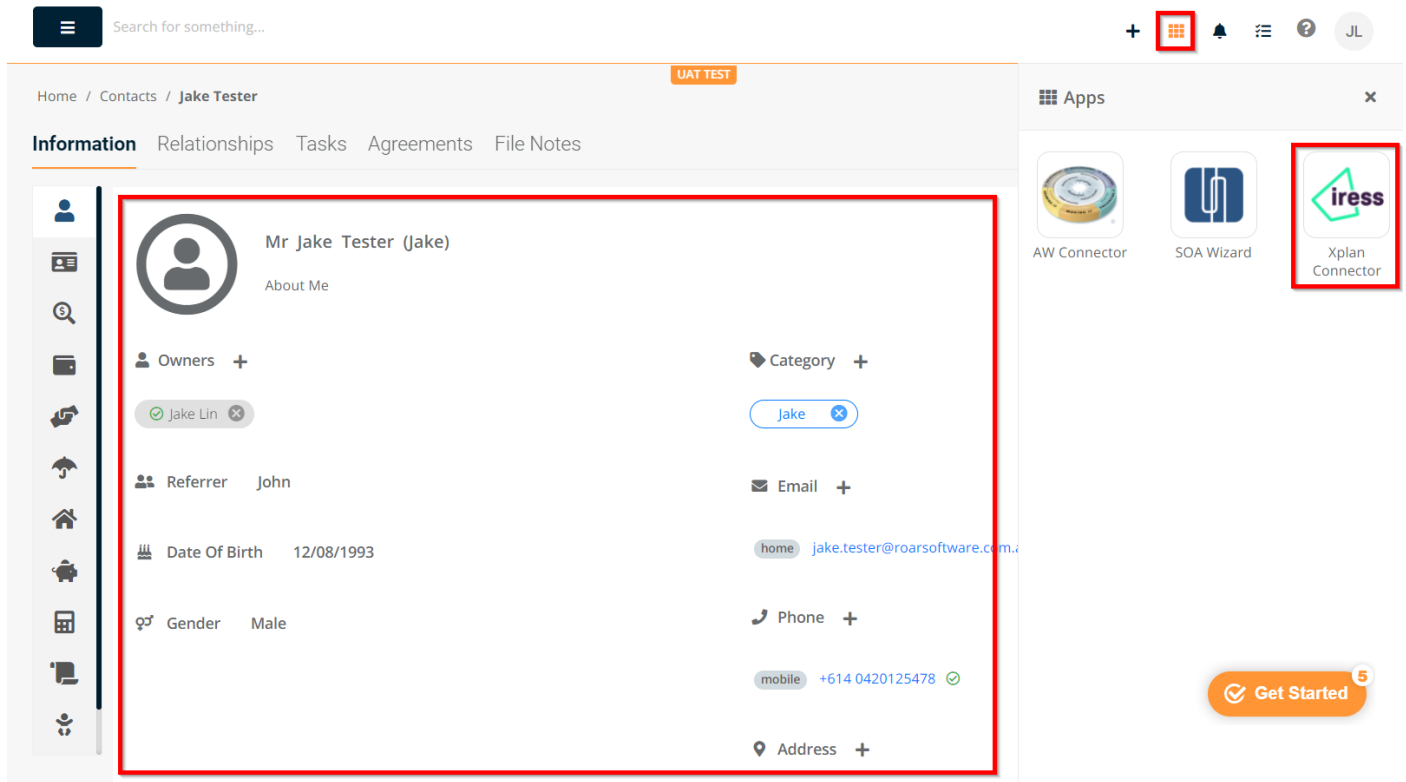 Search for something...
JL
UAT TEST
Home / Contacts / Jake Tester
Apps
Information Relationships Tasks Agreements File Notes
Mr Jake Tester (Jake)
About Me
iress
AW Connector
SOA Wizard
Xplan
Connector
Owners
Category
Jake Lin
Jake
Referrer John
Email
Date Of Birth 12/08/1993
home jake.tester@roarsoftware.com.a
Gender Male
Phone
mobile +614 0420125478
5
Get Started
Address